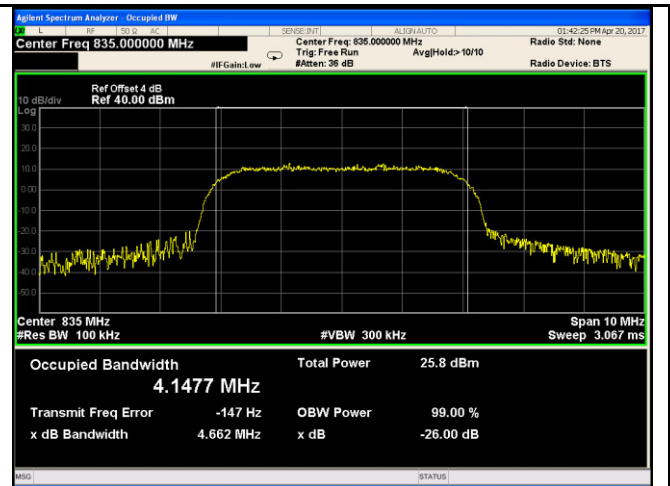 Agilent Spectrum Analyzer - Occupied BW
L RF 50 Ω AC SENSE:INT ALIGN AUTO 01:42:25 PM Apr 20, 2017
Center Freq 835.000000 MHz Center Freq: 835.000000 MHz Radio Std: None
Trig: Free Run Avg|Hold:> 10/10
#IFGain:Low #Atten: 36 dB Radio Device: BTS
Ref Offset 4 dB
10 dB/div Ref 40.00 dBm
Log
30.0
20.0
10.0
0.00
-10.0
-20.0
-30.0
-40.0
-50.0
Center 835 MHz Span 10 MHz
#Res BW 100 kHz #VBW 300 kHz Sweep 3.067 ms
Occupied Bandwidth Total Power 25.8 dBm
4.1477 MHz
Transmit Freq Error -147 Hz OBW Power 99.00 %
x dB Bandwidth 4.662 MHz x dB -26.00 dB
MSG STATUS